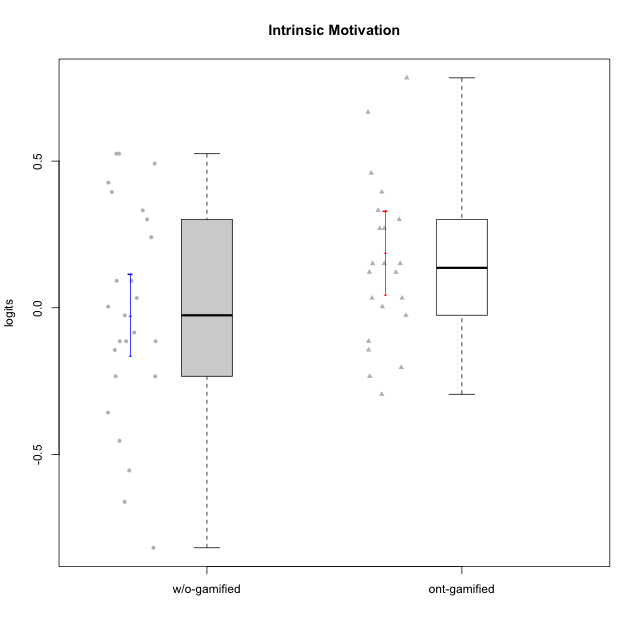 Intrinsic Motivation
logits
0.5
0.0
-0.5
w/o-gamified
ont-gamified